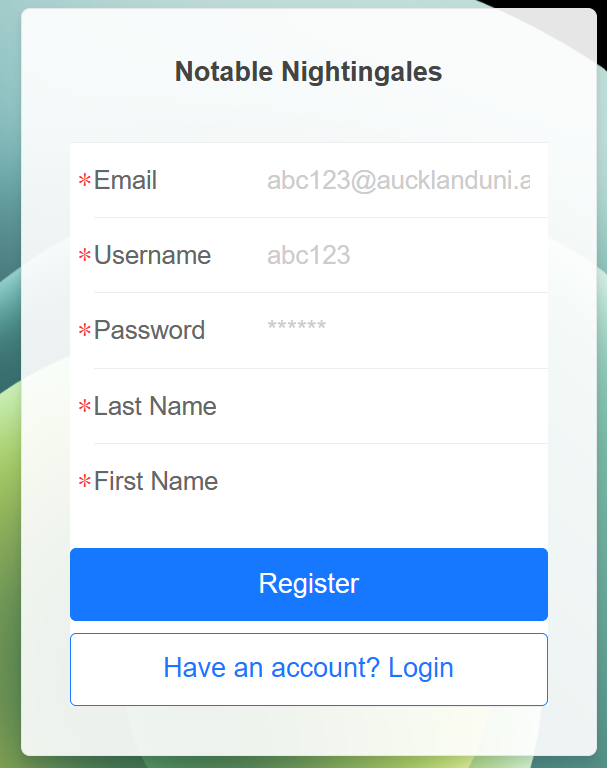 Notable Nightingales
*Email abc123@aucklanduni.a
*Username abc123
*Password ******
*Last Name
*First Name
Register
Have an account? Login